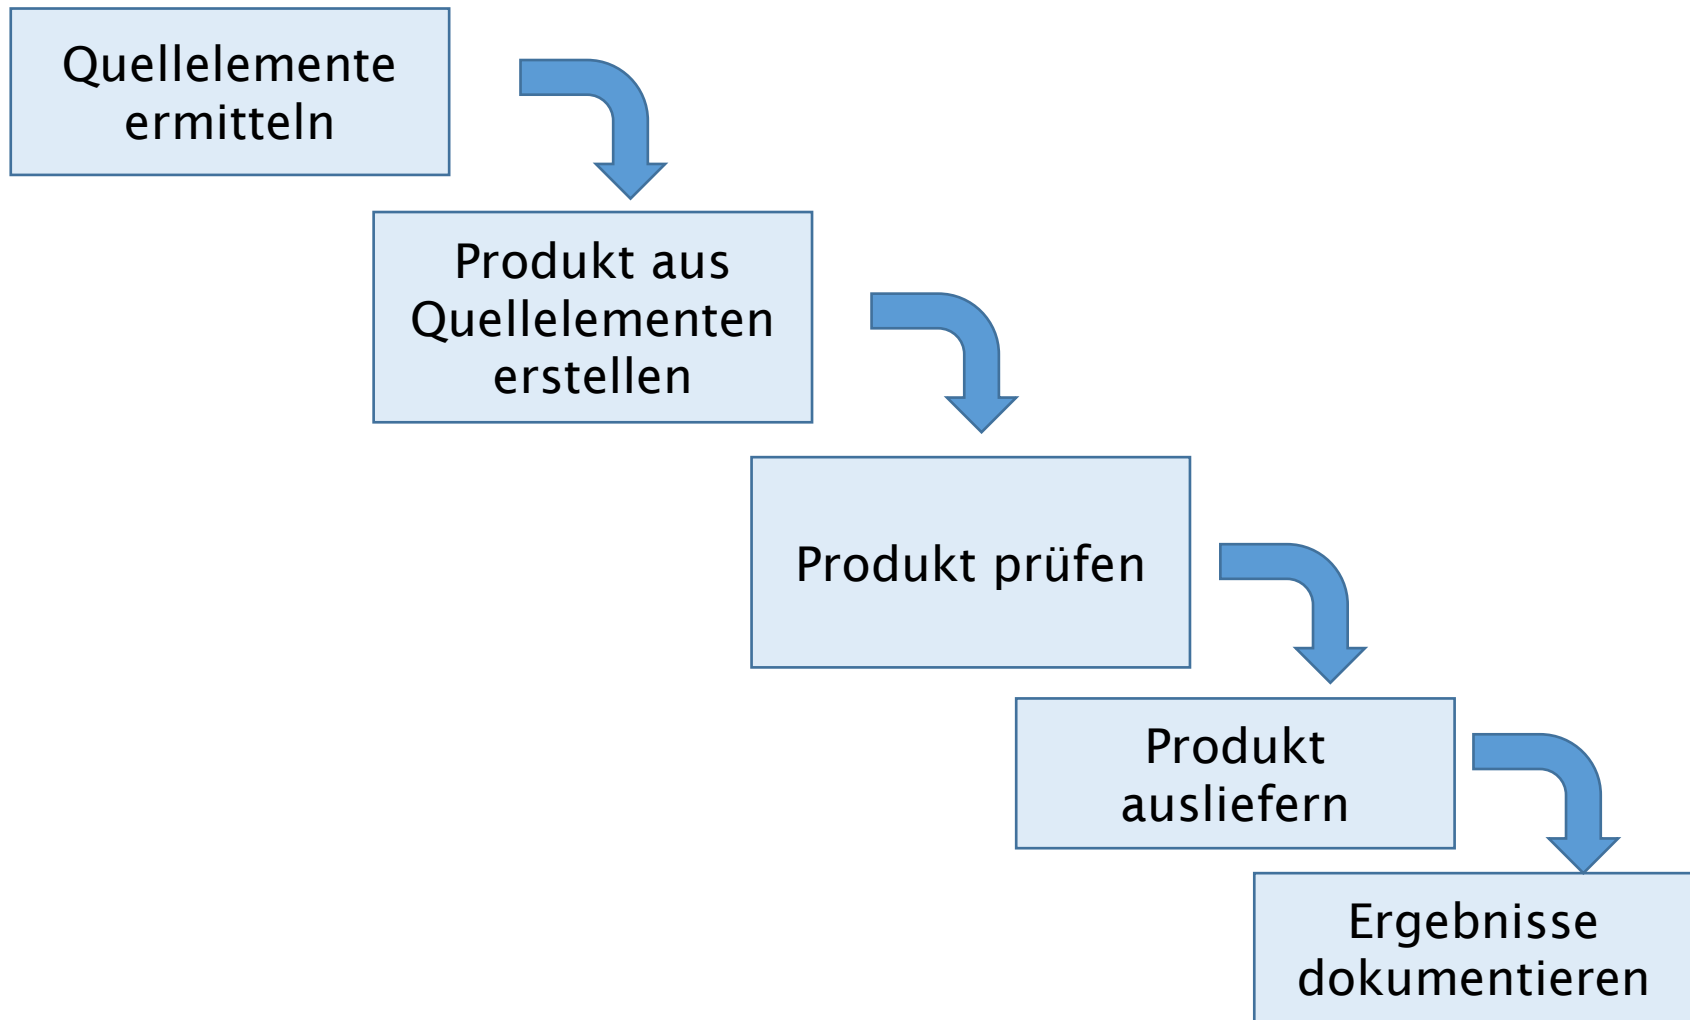 Quellelemente
ermitteln
Produkt aus
Quellelementen
erstellen
Produkt prüfen
Produkt
ausliefern
Ergebnisse
dokumentieren